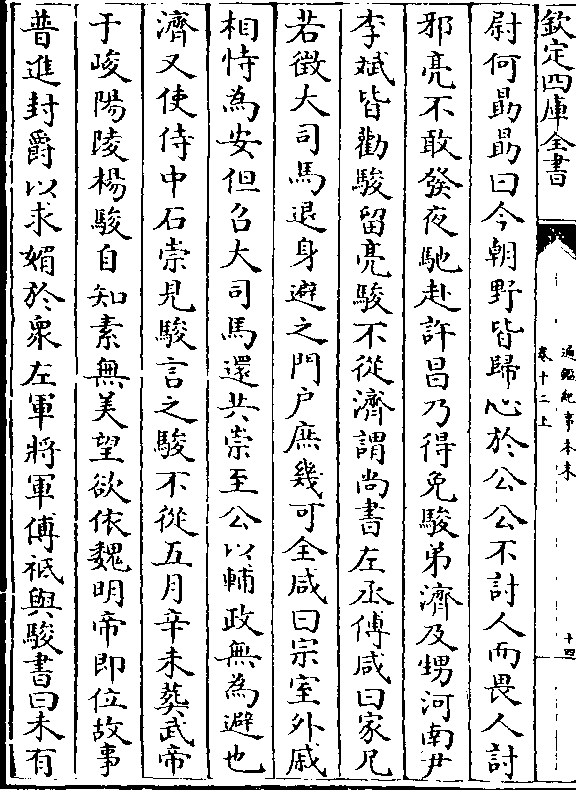 欽定四庫全書
通鑑紀事本末
卷十二上
十四
尉何勗勗曰今朝野皆歸心於公公不討人而畏人討
邪亮不敢發夜馳赴許昌乃得免駿弟濟及甥河南尹
李斌皆勸駿留亮駿不從濟謂尚書左丞傅咸曰家兄
若徵大司馬退身避之門户庶幾可全咸曰宗室外戚
相恃為安但召大司馬還共崇至公以輔政無為避也
濟又使侍中石崇見駿言之駿不從五月辛未葬武帝
于峻陽陵楊駿自知素無美望欲依魏明帝即位故事
普進封爵以求媚於衆左軍將軍傅祗與駿書曰未有